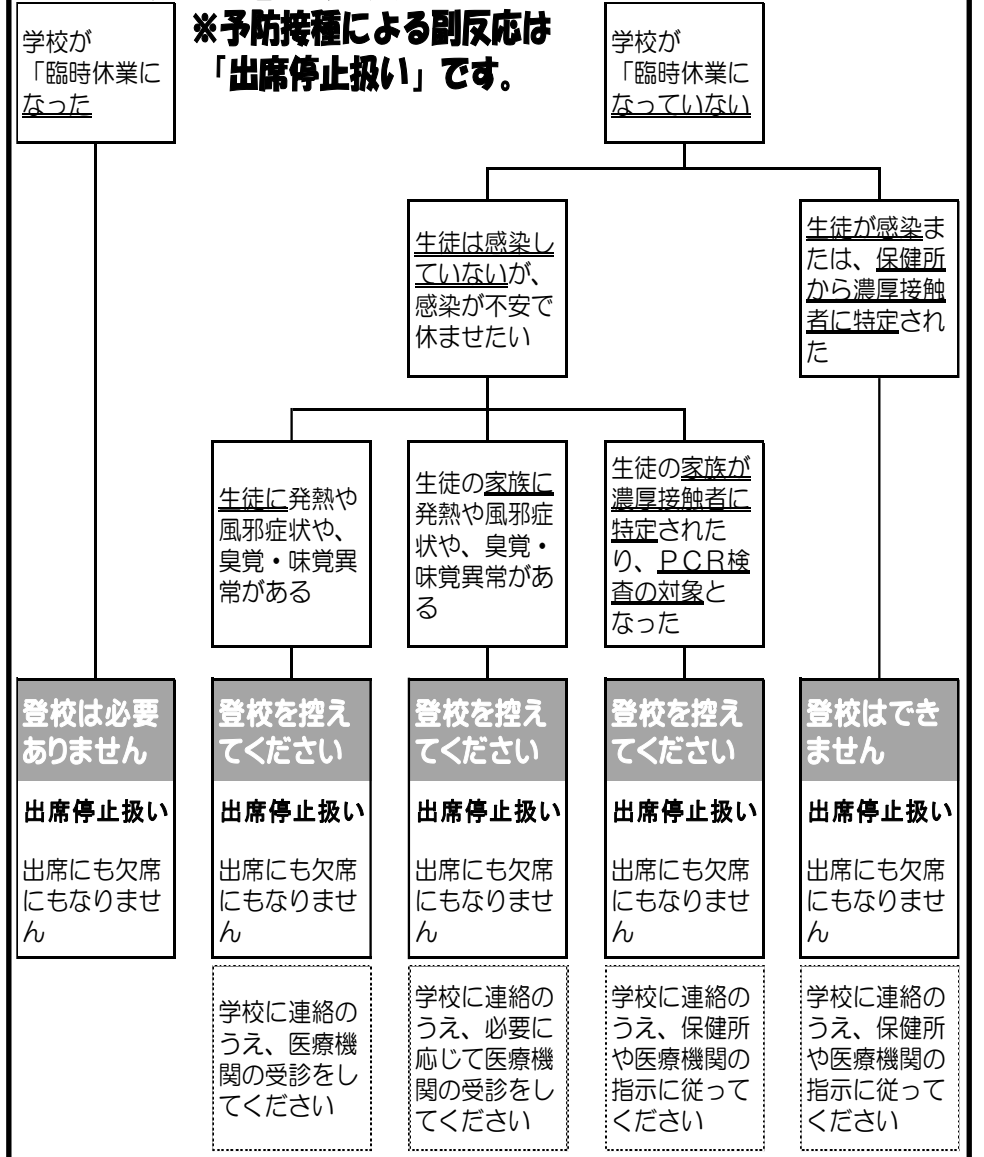 ※予防接種による副反応は
「出席停止扱い」です。
学校が
「臨時休業に
なった
学校が
「臨時休業に
なっていない
生徒は感染し
ていないが、
感染が不安で
休ませたい
生徒が感染ま
たは、保健所
から濃厚接触
者に特定され
た
生徒に発熱や
風邪症状や、
臭覚・味覚異
常がある
生徒の家族に
発熱や風邪症
状や、臭覚・
味覚異常があ
る
生徒の家族が
濃厚接触者に
特定された
り、PCR検
査の対象と
なった
登校は必要
ありません
出席停止扱い
出席にも欠席
にもなりませ
ん
登校を控え
てください
出席停止扱い
出席にも欠席
にもなりませ
ん
学校に連絡の
うえ、医療機
関の受診をし
てください
登校を控え
てください
出席停止扱い
出席にも欠席
にもなりませ
ん
学校に連絡の
うえ、必要に
応じて医療機
関の受診をし
てください
登校を控え
てください
出席停止扱い
出席にも欠席
にもなりませ
ん
学校に連絡の
うえ、保健所
や医療機関の
指示に従って
ください
登校はでき
ません
出席停止扱い
出席にも欠席
にもなりませ
ん
学校に連絡の
うえ、保健所
や医療機関の
指示に従って
ください